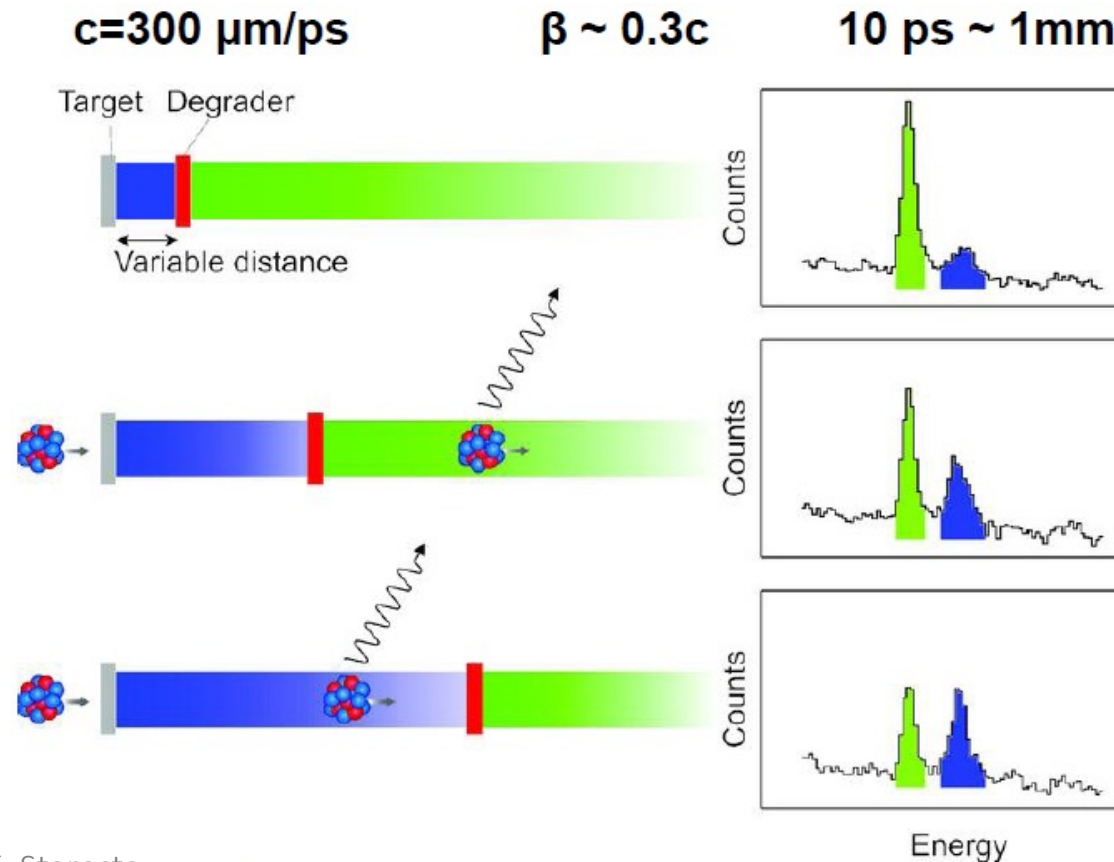 c=300 μm/ps β ~ 0.3c 10 ps ~ 1mm
Target Degrader
Variable distance
Counts
Counts
Counts
Energy